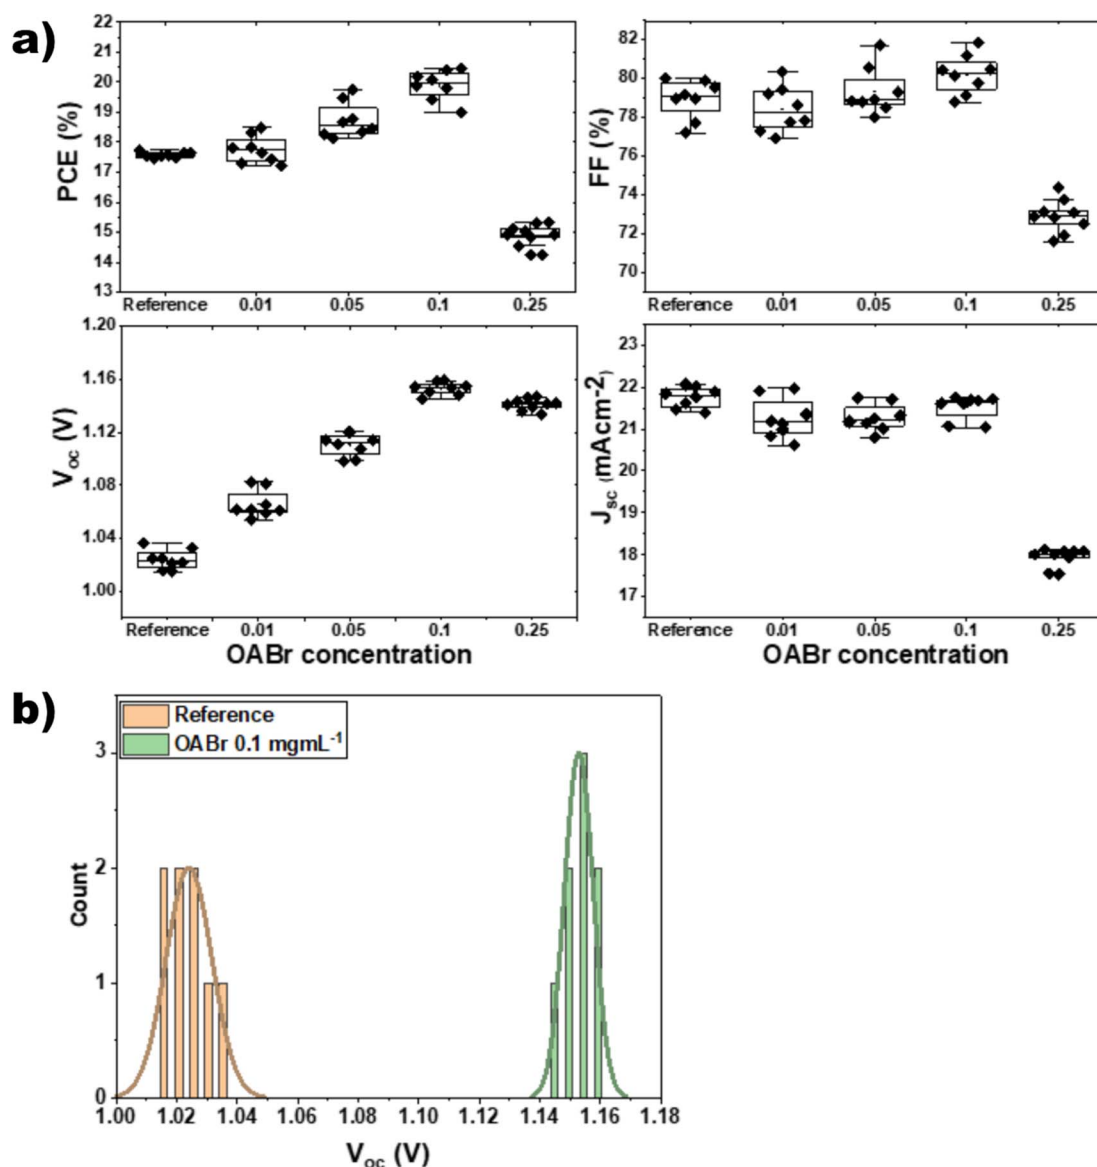 a)
PCE (%)
22
21
20
19
18
17
16
15
14
13
Reference 0.01 0.05 0.1 0.25
FF (%)
82
80
78
76
74
72
70
Reference 0.01 0.05 0.1 0.25
Voc (V)
1.20
1.16
1.12
1.08
1.04
1.00
Reference 0.01 0.05 0.1 0.25
OABr concentration
Jsc (mAcm-2)
23
22
21
20
19
18
17
Reference 0.01 0.05 0.1 0.25
OABr concentration
b)
Reference
OABr 0.1 mgmL⁻¹
Count
3
2
1
0
1.00 1.02 1.04 1.06 1.08 1.10 1.12 1.14 1.16 1.18
Voc (V)